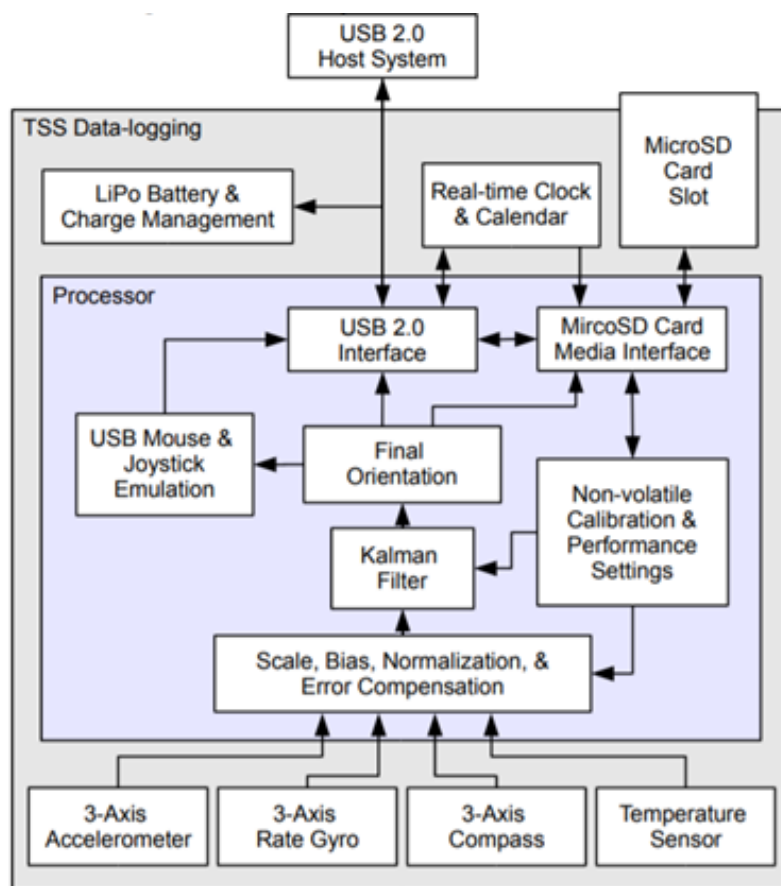 USB 2.0
Host System
TSS Data-logging
MicroSD
Card
Slot
LiPo Battery &
Charge Management
Real-time Clock
& Calendar
Processor
USB 2.0
Interface
MircoSD Card
Media Interface
USB Mouse &
Joystick
Emulation
Final
Orientation
Non-volatile
Calibration &
Performance
Settings
Kalman
Filter
Scale, Bias, Normalization, &
Error Compensation
3-Axis
Accelerometer
3-Axis
Rate Gyro
3-Axis
Compass
Temperature
Sensor